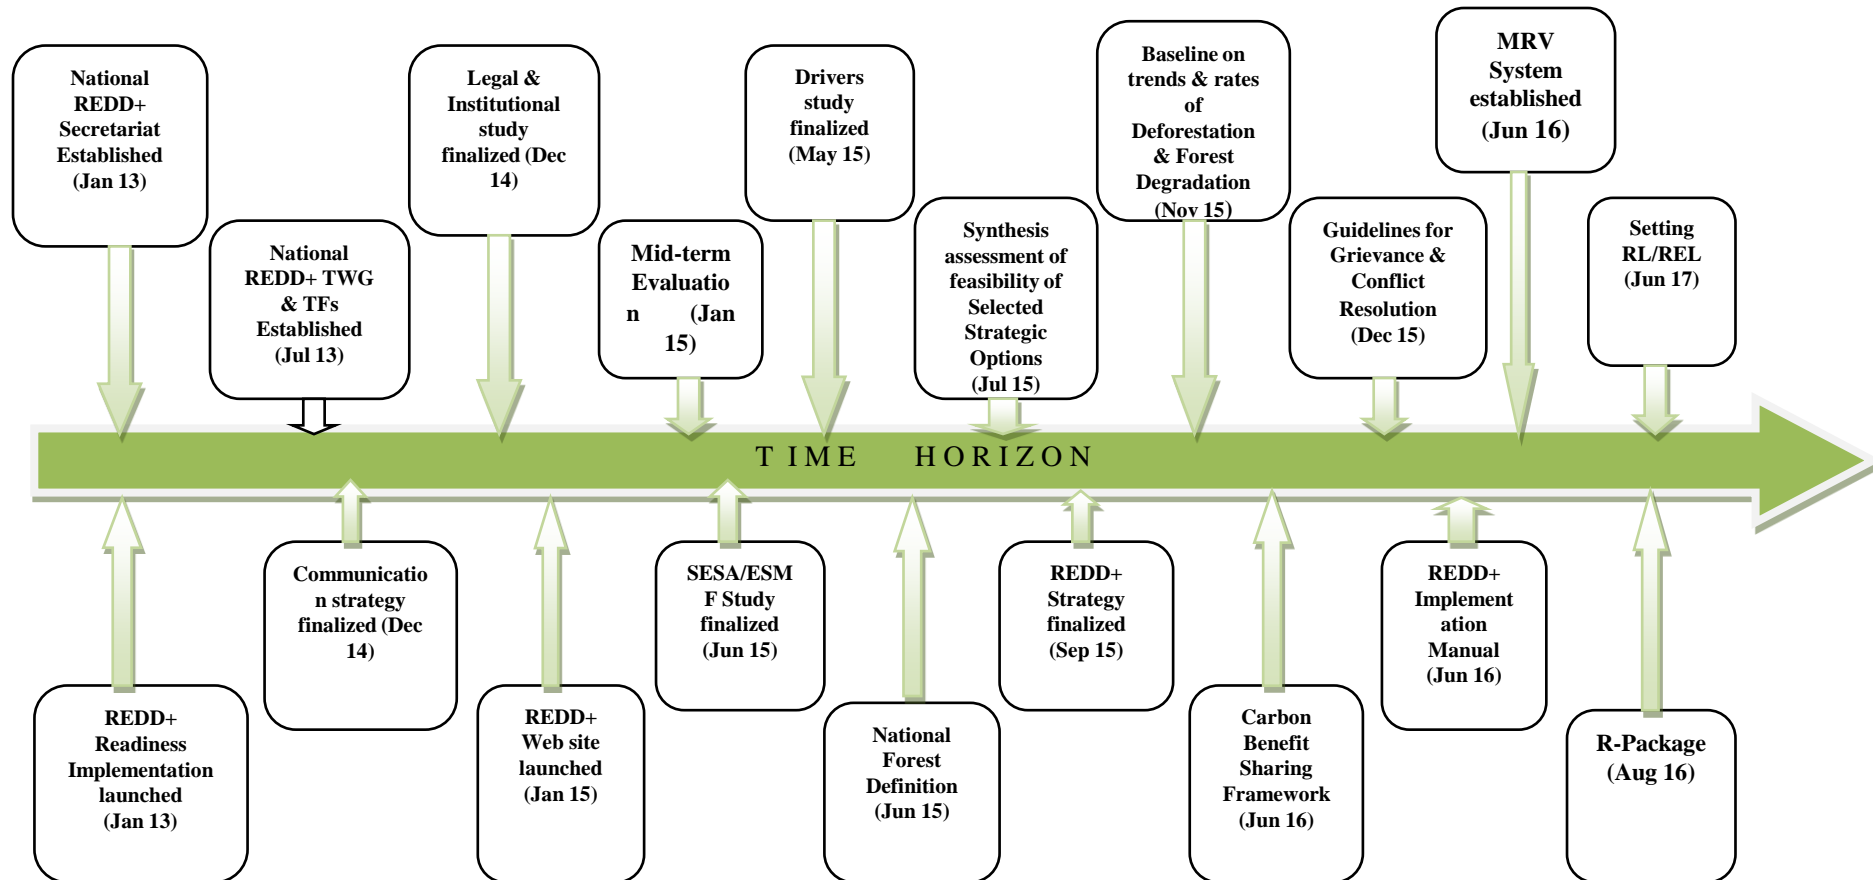 National
REDD+
Secretariat
Established
(Jan 13)
National
REDD+ TWG
& TFs
Established
(Jul 13)
Legal &
Institutional
study
finalized (Dec
14)
Mid-term
Evaluatio
n (Jan
15)
Drivers
study
finalized
(May 15)
Synthesis
assessment of
feasibility of
Selected
Strategic
Options
(Jul 15)
Baseline on
trends & rates
of
Deforestation
& Forest
Degradation
(Nov 15)
Guidelines for
Grievance &
Conflict
Resolution
(Dec 15)
MRV
System
established
(Jun 16)
Setting
RL/REL
(Jun 17)
TIME HORIZON
REDD+
Readiness
Implementation
launched
(Jan 13)
Communicatio
n strategy
finalized (Dec
14)
REDD+
Web site
launched
(Jan 15)
SESA/ESM
F Study
finalized
(Jun 15)
National
Forest
Definition
(Jun 15)
REDD+
Strategy
finalized
(Sep 15)
Carbon
Benefit
Sharing
Framework
(Jun 16)
REDD+
Implement
ation
Manual
(Jun 16)
R-Package
(Aug 16)